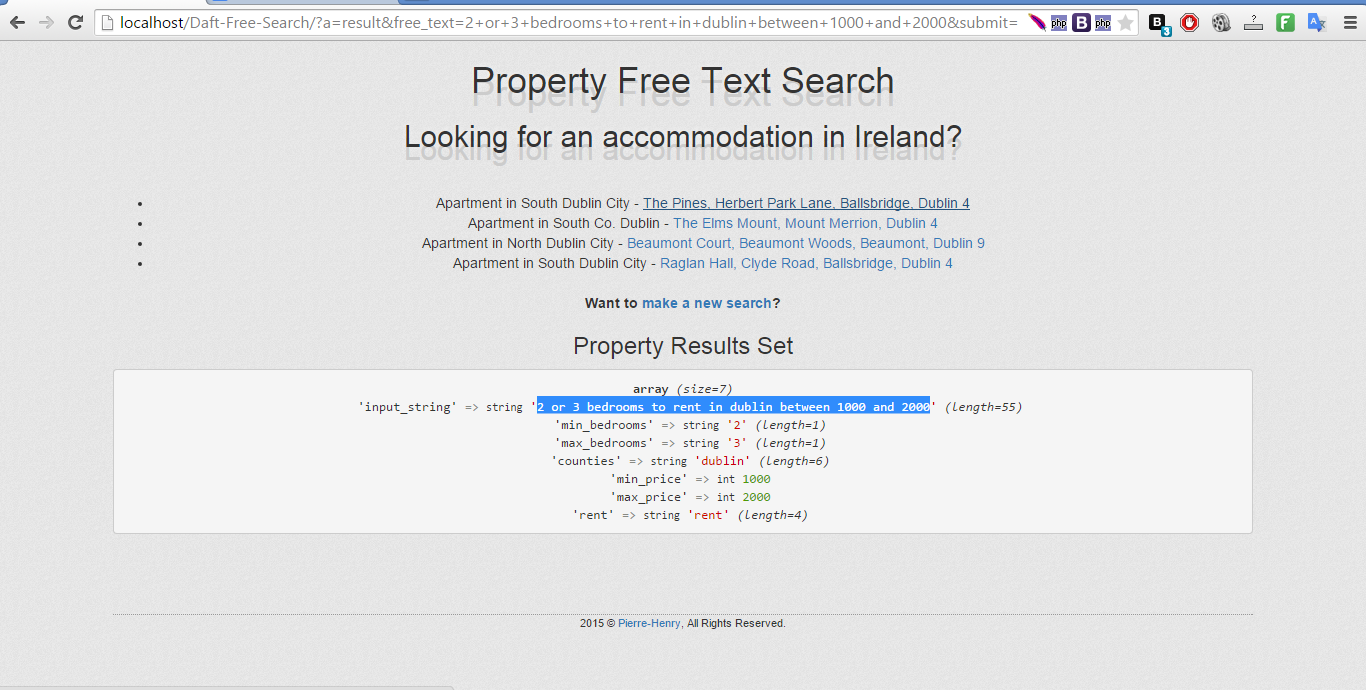 localhost/Daft-Free-Search/?a=result&free_text=2+or+3+bedrooms+to+rent+in+dublin+between+1000+and+2000&submit=
php B php B 3 ? F A
Property Free Text Search
Looking for an accommodation in Ireland?
• Apartment in South Dublin City - The Pines, Herbert Park Lane, Ballsbridge, Dublin 4
• Apartment in South Co. Dublin - The Elms Mount, Mount Merrion, Dublin 4
• Apartment in North Dublin City - Beaumont Court, Beaumont Woods, Beaumont, Dublin 9
• Apartment in South Dublin City - Raglan Hall, Clyde Road, Ballsbridge, Dublin 4
Want to make a new search?
Property Results Set
array (size=7)
'input_string' => string '2 or 3 bedrooms to rent in dublin between 1000 and 2000' (length=55)
'min_bedrooms' => string '2' (length=1)
'max_bedrooms' => string '3' (length=1)
'counties' => string 'dublin' (length=6)
'min_price' => int 1000
'max_price' => int 2000
'rent' => string 'rent' (length=4)
2015 © Pierre-Henry, All Rights Reserved.